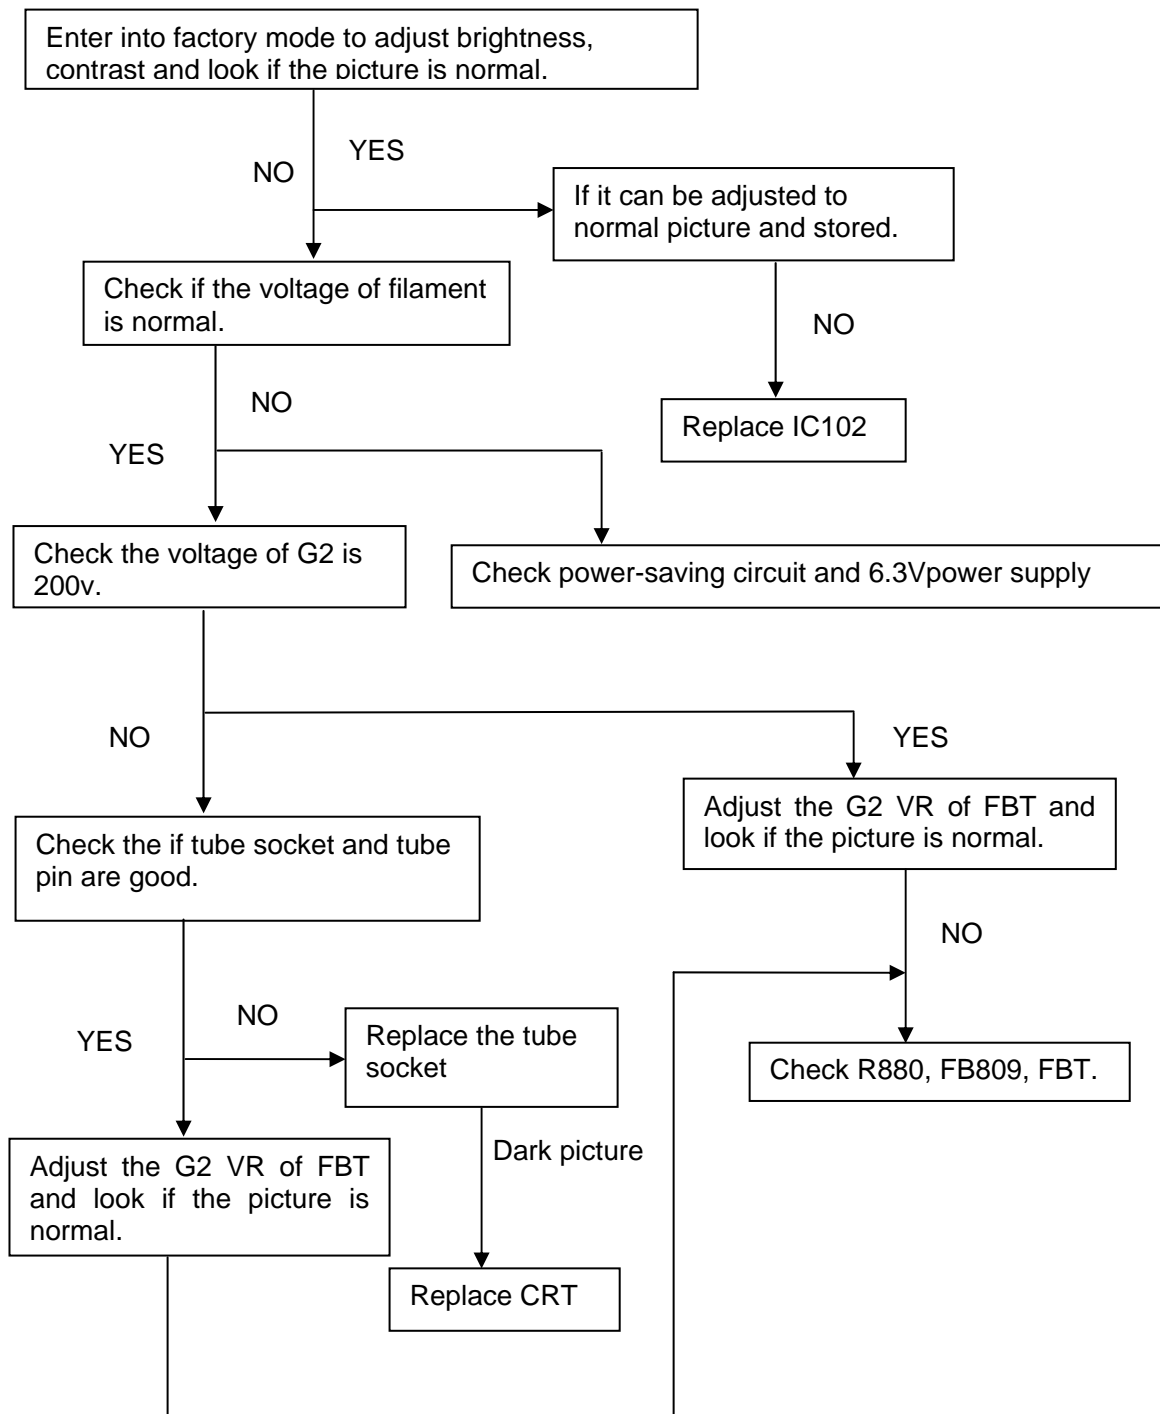 Enter into factory mode to adjust brightness,
contrast and look if the picture is normal.
YES
NO
If it can be adjusted to
normal picture and stored.
Check if the voltage of filament
is normal.
NO
NO
Replace IC102
YES
Check the voltage of G2 is
200v.
Check power-saving circuit and 6.3Vpower supply
NO
YES
Adjust the G2 VR of FBT and
look if the picture is normal.
Check the if tube socket and tube
pin are good.
NO
NO
YES
Replace the tube
socket
Check R880, FB809, FBT.
Dark picture
Adjust the G2 VR of FBT
and look if the picture is
normal.
Replace CRT